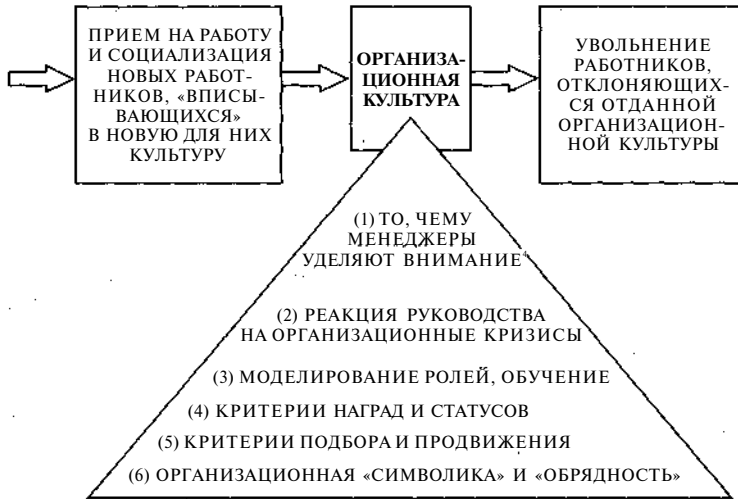 ПРИЕМ НА РАБОТУ
И СОЦИАЛИЗАЦИЯ
НОВЫХ РАБОТ-
НИКОВ, «ВПИСЫ-
ВАЮЩИХСЯ»
В НОВУЮ ДЛЯ НИХ
КУЛЬТУРУ
ОРГАНИЗА-
ЦИОННАЯ
КУЛЬТУРА
УВОЛЬНЕНИЕ
РАБОТНИКОВ,
ОТКЛОНЯЮЩИХ-
СЯ ОТДАННОЙ
ОРГАНИЗАЦИОН-
НОЙ КУЛЬТУРЫ
(1) ТО, ЧЕМУ
МЕНЕДЖЕРЫ
УДЕЛЯЮТ ВНИМАНИЕ⁴
(2) РЕАКЦИЯ РУКОВОДСТВА
НА ОРГАНИЗАЦИОННЫЕ КРИЗИСЫ
(3) МОДЕЛИРОВАНИЕ РОЛЕЙ, ОБУЧЕНИЕ
(4) КРИТЕРИИ НАГРАД И СТАТУСОВ
(5) КРИТЕРИИ ПОДБОРА И ПРОДВИЖЕНИЯ
(6) ОРГАНИЗАЦИОННАЯ «СИМВОЛИКА» И «ОБРЯДНОСТЬ»